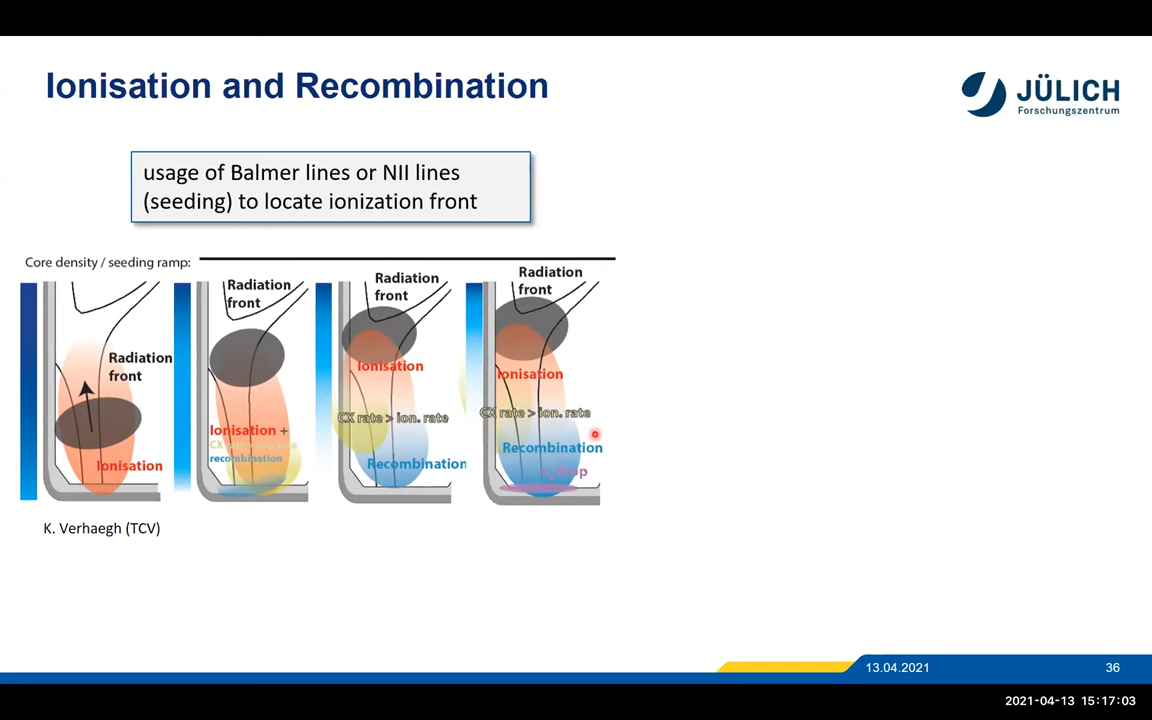 Ionisation and Recombination
JÜLICH
Forschungszentrum
usage of Balmer lines or NII lines
(seeding) to locate ionization front
Core density / seeding ramp:
Radiation
front
Ionisation
Radiation
front
Ionisation +
recombination
Radiation
front
Ionisation
CX rate > ion. rate
Recombination
Radiation
front
Ionisation
CX rate > ion. rate
Recombination
K. Verhaegh (TCV)
13.04.2021
36
2021-04-13 15:17:03